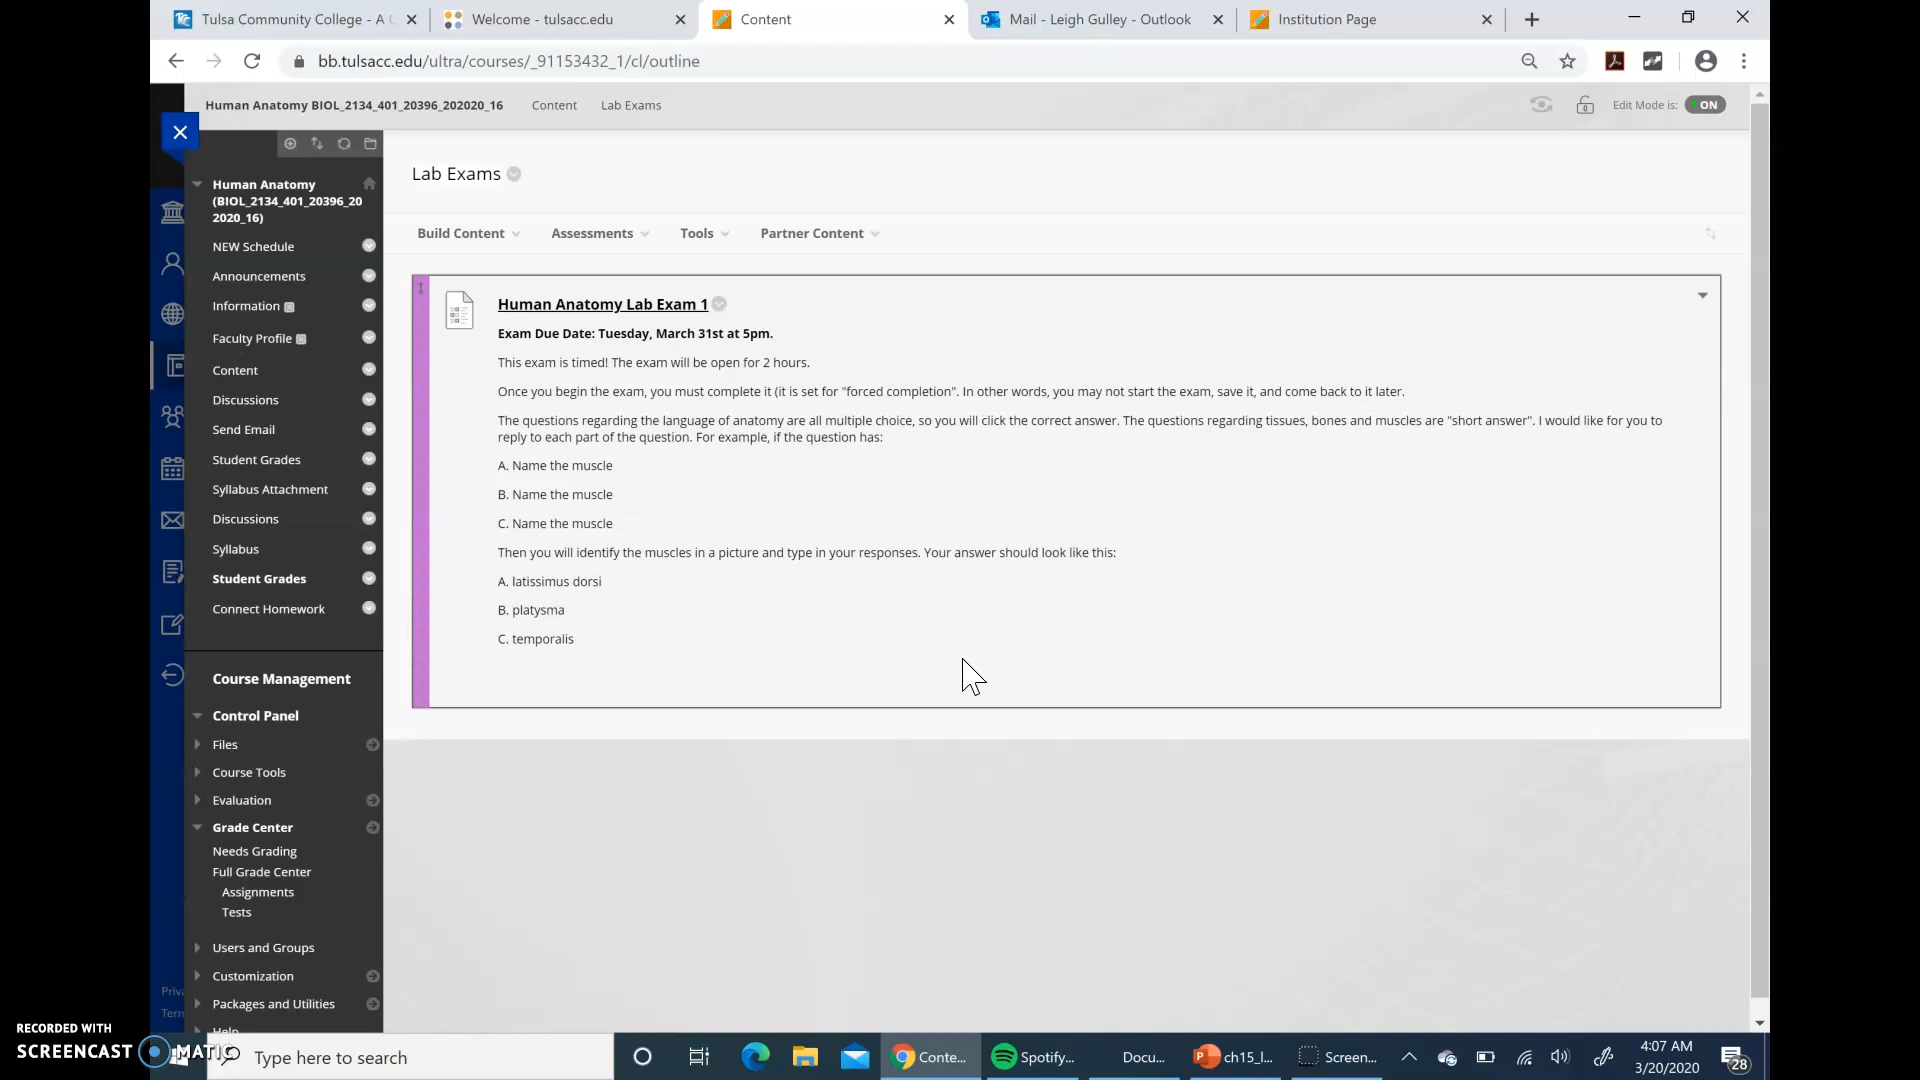 Tulsa Community College - A C
Welcome - tulsacc.edu
Content
Mail - Leigh Gulley - Outlook
Institution Page
bb.tulsacc.edu/ultra/courses/_91153432_1/cl/outline
Human Anatomy BIOL_2134_401_20396_202020_16
Content
Lab Exams
Edit Mode is:
ON
Human Anatomy
(BIOL_2134_401_20396_20
2020_16)
NEW Schedule
Announcements
Information
Faculty Profile
Content
Discussions
Send Email
Student Grades
Syllabus Attachment
Discussions
Syllabus
Student Grades
Connect Homework
Course Management
Control Panel
Files
Course Tools
Evaluation
Grade Center
Needs Grading
Full Grade Center
Assignments
Tests
Users and Groups
Customization
Packages and Utilities
Help
Priva
Term
Lab Exams
Build Content
Assessments
Tools
Partner Content
Human Anatomy Lab Exam 1
Exam Due Date: Tuesday, March 31st at 5pm.
This exam is timed! The exam will be open for 2 hours.
Once you begin the exam, you must complete it (it is set for "forced completion". In other words, you may not start the exam, save it, and come back to it later.
The questions regarding the language of anatomy are all multiple choice, so you will click the correct answer. The questions regarding tissues, bones and muscles are "short answer". I would like for you to
reply to each part of the question. For example, if the question has:
A. Name the muscle
B. Name the muscle
C. Name the muscle
Then you will identify the muscles in a picture and type in your responses. Your answer should look like this:
A. latissimus dorsi
B. platysma
C. temporalis
RECORDED WITH
SCREENCAST MATIC
Type here to search
Conte...
Spotify...
Docu...
ch15_l...
Screen...
4:07 AM
3/20/2020
28